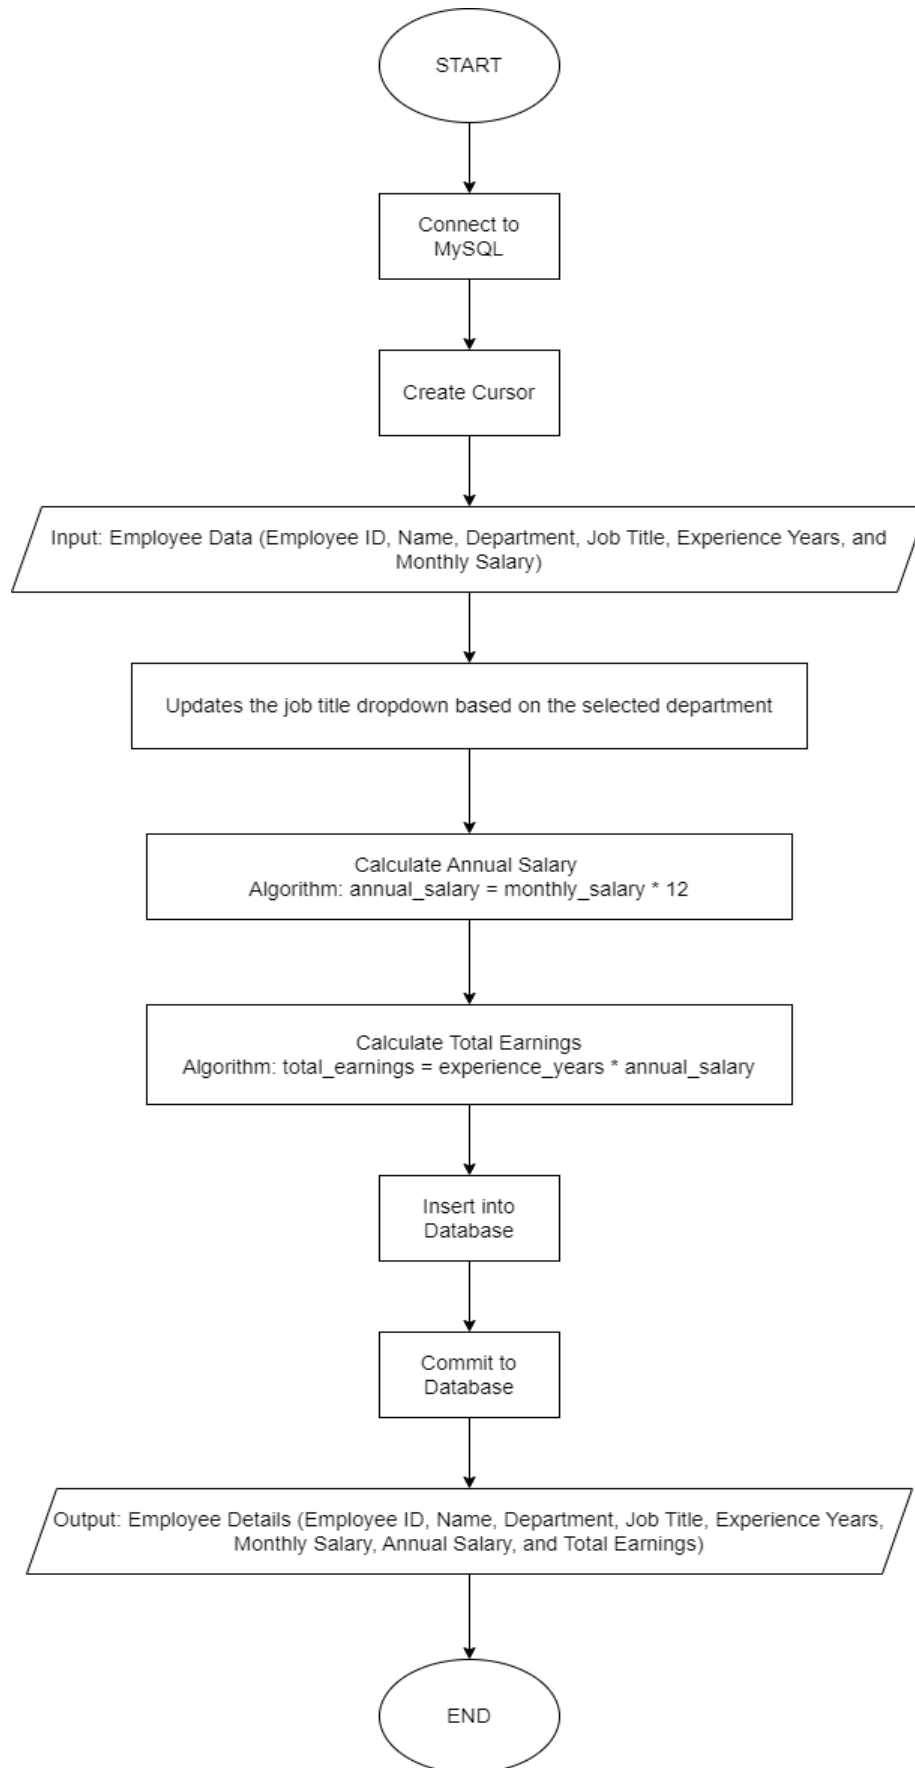 START
Connect to
MySQL
Create Cursor
Input: Employee Data (Employee ID, Name, Department, Job Title, Experience Years, and
Monthly Salary)
Updates the job title dropdown based on the selected department
Calculate Annual Salary
Algorithm: annual_salary = monthly_salary * 12
Calculate Total Earnings
Algorithm: total_earnings = experience_years * annual_salary
Insert into
Database
Commit to
Database
Output: Employee Details (Employee ID, Name, Department, Job Title, Experience Years,
Monthly Salary, Annual Salary, and Total Earnings)
END